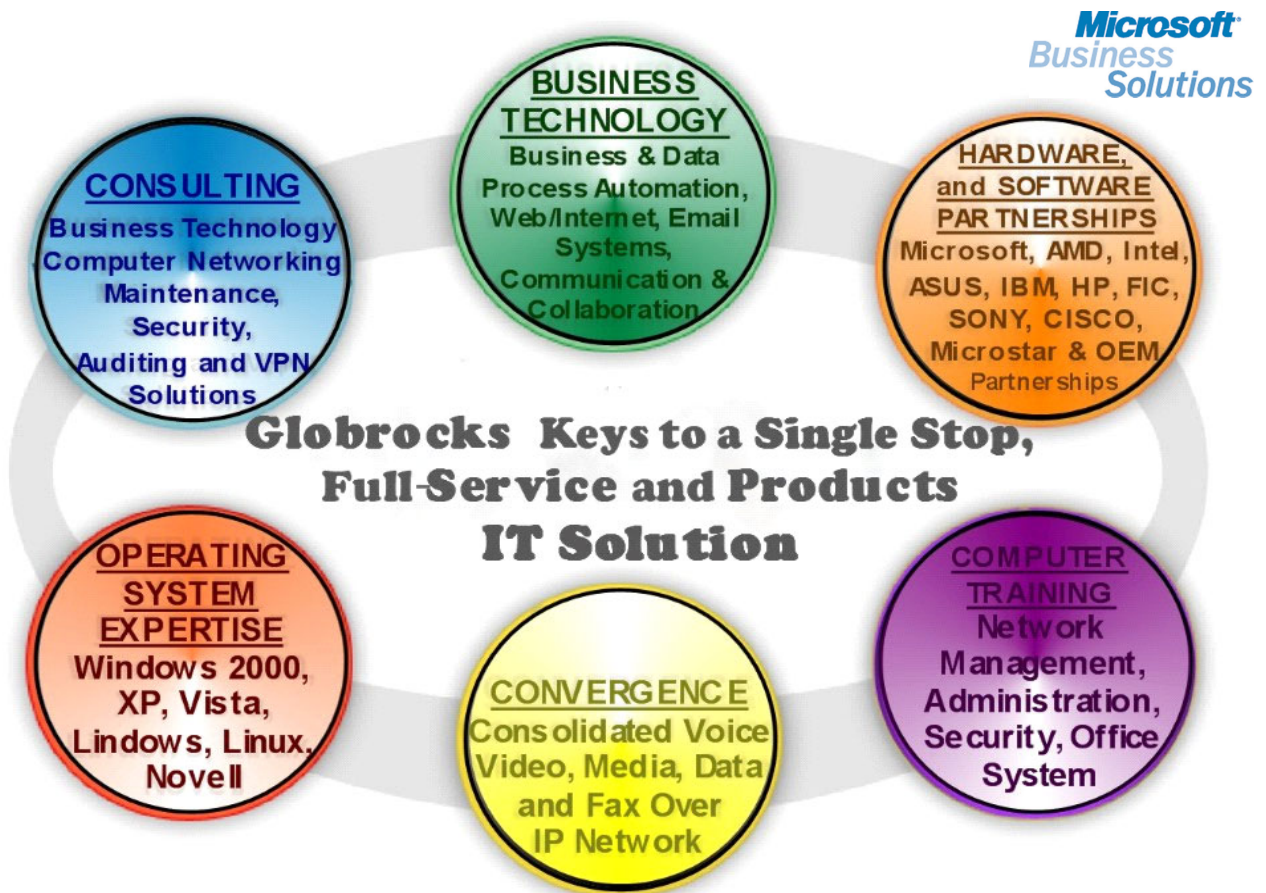 Microsoft
Business
Solutions
BUSINESS
TECHNOLOGY
Business & Data
Process Automation,
Web/Internet, Email
Systems,
Communication &
Collaboration
CONSULTING
Business Technology
Computer Networking
Maintenance,
Security,
Auditing and VPN
Solutions
HARDWARE,
and SOFTWARE
PARTNERSHIPS
Microsoft, AMD, Intel,
ASUS, IBM, HP, FIC,
SONY, CISCO,
Microstar & OEM
Partnerships
Globrocks Keys to a Single Stop,
Full-Service and Products
IT Solution
OPERATING
SYSTEM
EXPERTISE
Windows 2000,
XP, Vista,
Lindows, Linux,
Novell
CONVERGENCE
Consolidated Voice
Video, Media, Data
and Fax Over
IP Network
COMPUTER
TRAINING
Network
Management,
Administration,
Security, Office
System